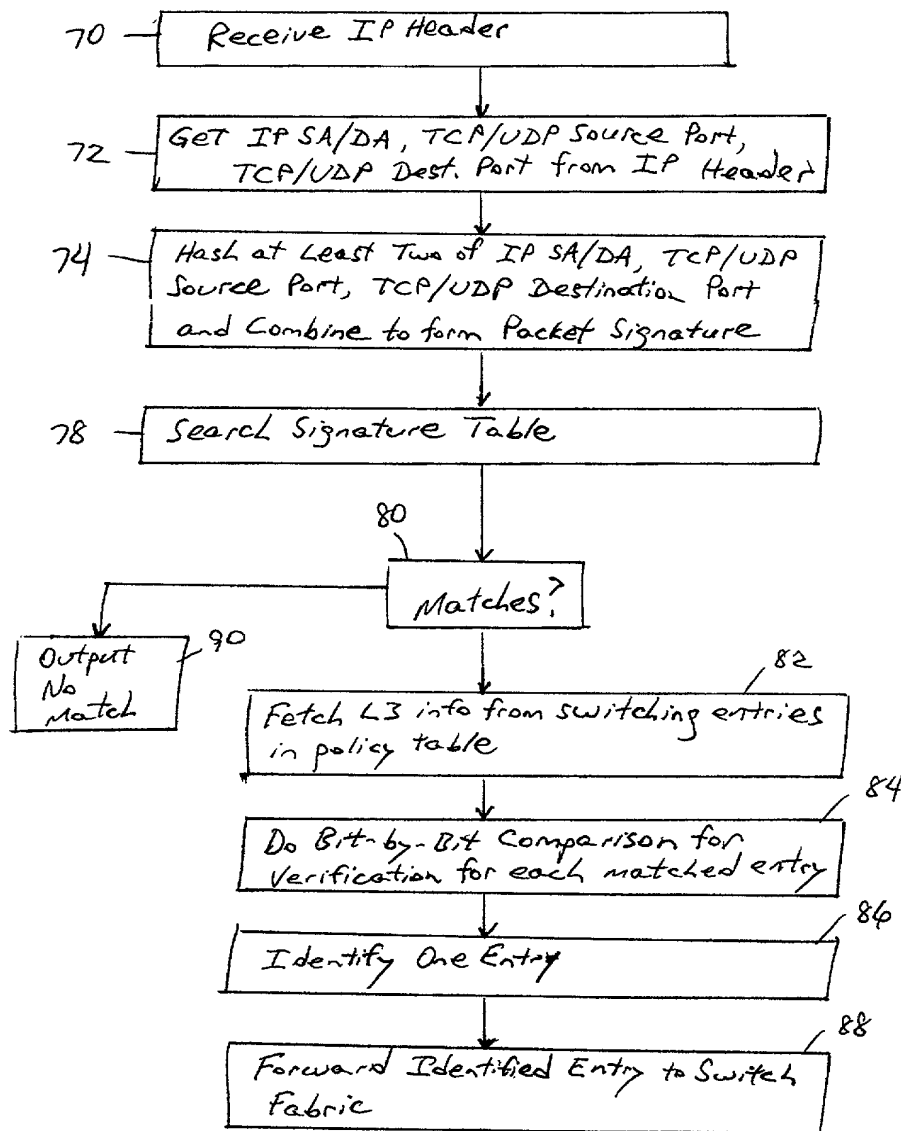 70
Receive IP Header
72
Get IP SA/DA, TCP/UDP Source Port,
TCP/UDP Dest. Port from IP Header
74
Hash at Least Two of IP SA/DA, TCP/UDP
Source Port, TCP/UDP Destination Port
and Combine to form Packet Signature
78
Search Signature Table
80
Matches?
90
Output
No
Match
82
Fetch L3 info from switching entries
in policy table
84
Do Bit-by-Bit Comparison for
Verification for each matched entry
86
Identify One Entry
88
Forward Identified Entry to Switch
Fabric